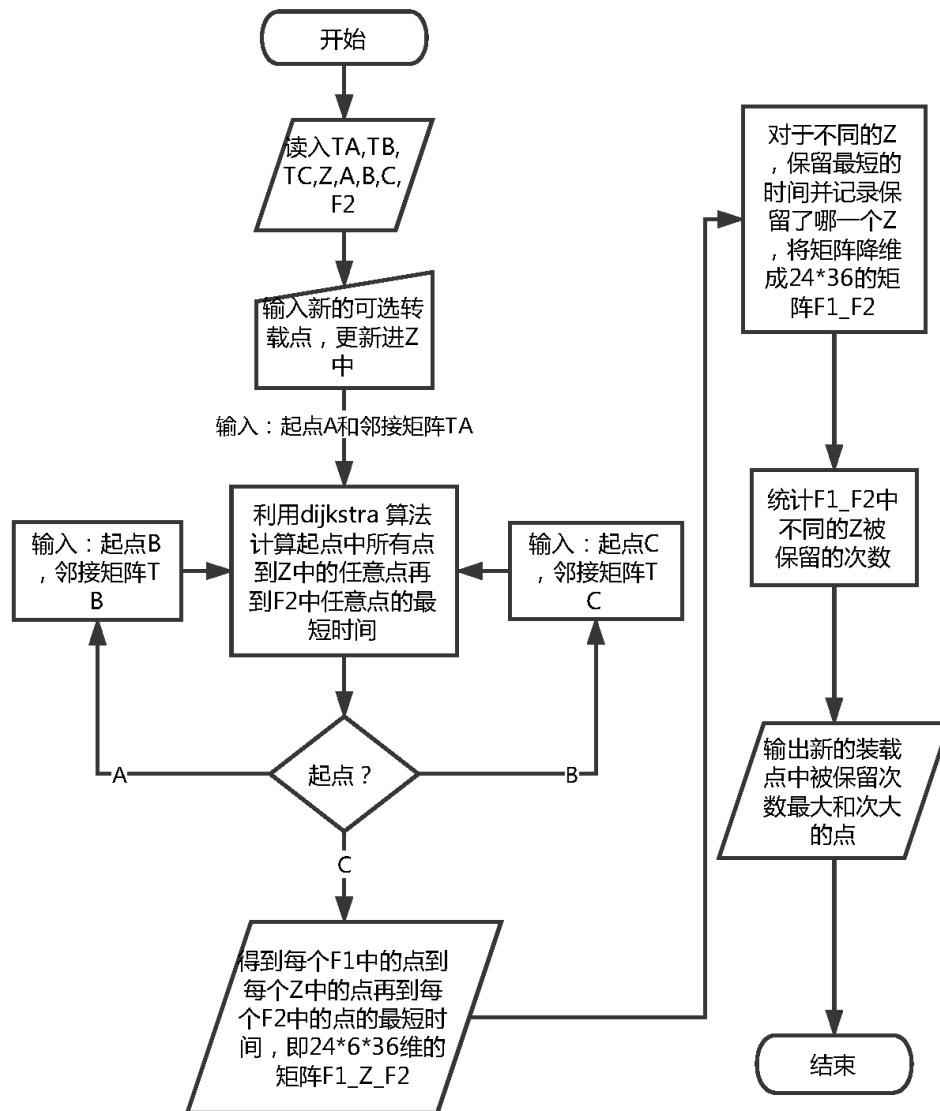 开始
读入TA,TB,
TC,Z,A,B,C,
F2
输入新的可选转
载点，更新进Z
中
输入：起点A和邻接矩阵TA
利用dijkstra 算法
计算起点中所有点
到Z中的任意点再
到F2中任意点的最
短时间
输入：起点B
，邻接矩阵T
B
输入：起点C
，邻接矩阵T
C
起点？
A
B
C
得到每个F1中的点到
每个Z中的点再到每
个F2中的点的最短时
间，即24*6*36维的
矩阵F1_Z_F2
对于不同的Z
，保留最短的
时间并记录保
留了哪一个Z
，将矩阵降维
成24*36的矩
阵F1_F2
统计F1_F2中
不同的Z被
保留的次数
输出新的装载
点中被保留次
数最大和次大
的点
结束